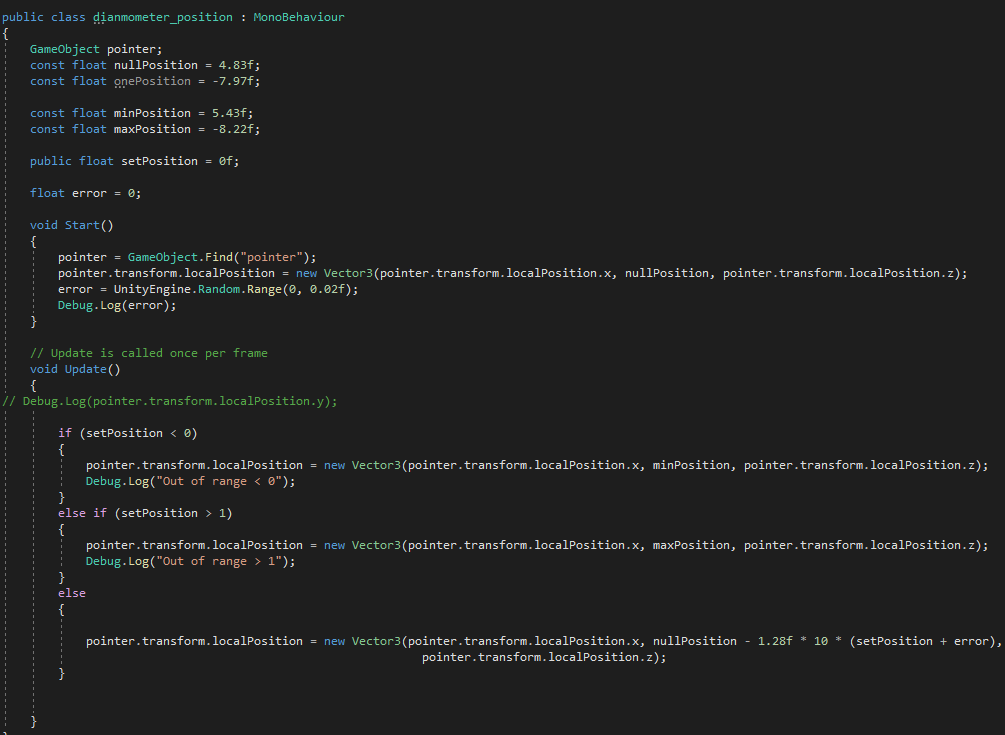 public class dianmometer_position : MonoBehaviour
{
    GameObject pointer;
    const float nullPosition = 4.83f;
    const float onePosition = -7.97f;

    const float minPosition = 5.43f;
    const float maxPosition = -8.22f;

    public float setPosition = 0f;

    float error = 0;

    void Start()
    {
        pointer = GameObject.Find("pointer");
        pointer.transform.localPosition = new Vector3(pointer.transform.localPosition.x, nullPosition, pointer.transform.localPosition.z);
        error = UnityEngine.Random.Range(0, 0.02f);
        Debug.Log(error);
    }

    // Update is called once per frame
    void Update()
    {
// Debug.Log(pointer.transform.localPosition.y);

        if (setPosition < 0)
        {
            pointer.transform.localPosition = new Vector3(pointer.transform.localPosition.x, minPosition, pointer.transform.localPosition.z);
            Debug.Log("Out of range < 0");
        }
        else if (setPosition > 1)
        {
            pointer.transform.localPosition = new Vector3(pointer.transform.localPosition.x, maxPosition, pointer.transform.localPosition.z);
            Debug.Log("Out of range > 1");
        }
        else
        {

            pointer.transform.localPosition = new Vector3(pointer.transform.localPosition.x, nullPosition - 1.28f * 10 * (setPosition + error),
                                                            pointer.transform.localPosition.z);
        }


    }